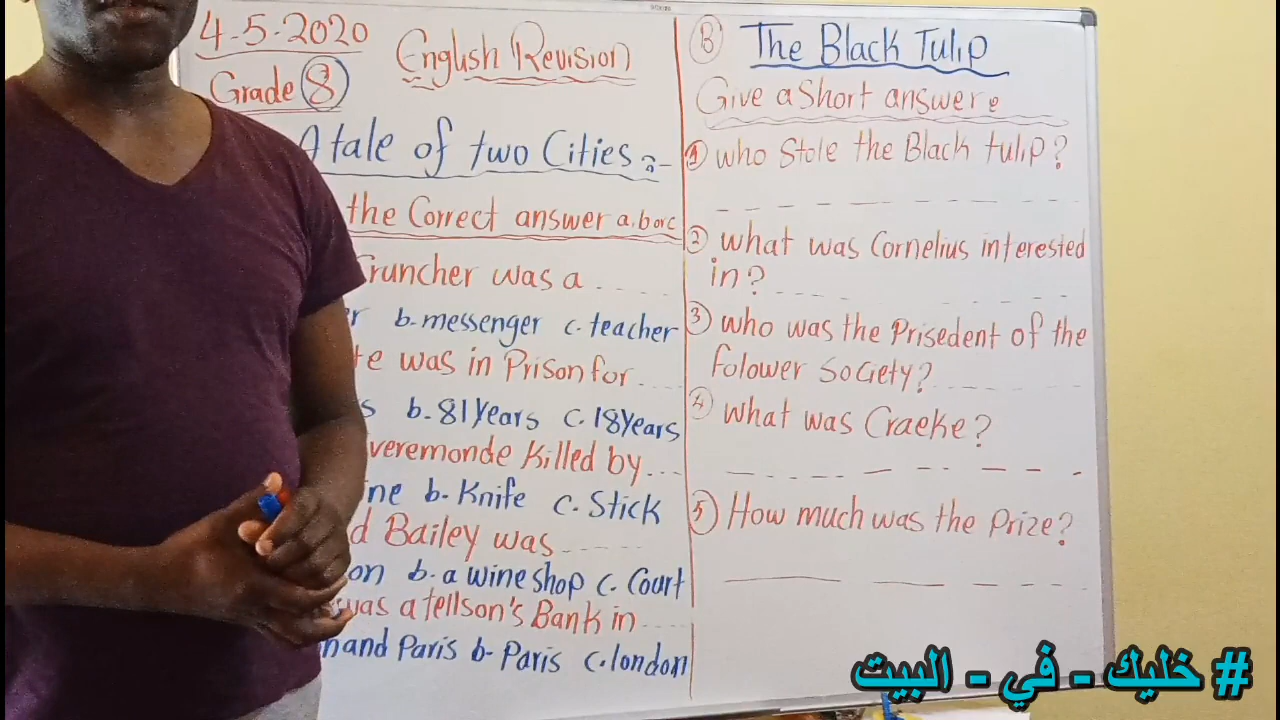 4-5-2020
English Revision
Grade 8
A tale of two Cities :-
the Correct answer a.b or c
Cruncher was a ....
b- messenger c- teacher
was in Prison for ....
b- 81 Years c- 18 Years
veremonde Killed by ...
b- Knife c- Stick
Bailey was ....
b- a wine shop c- Court
was a tellson's Bank in ....
and Paris b- Paris c- london
B The Black Tulip
Give a Short answer :
1 who Stole the Black tulip?
2 what was Cornelius interested
in?
3 who was the Prisedent of the
folower Society?
4 what was Craeke?
5 How much was the Prize?
# خليك - في - البيت